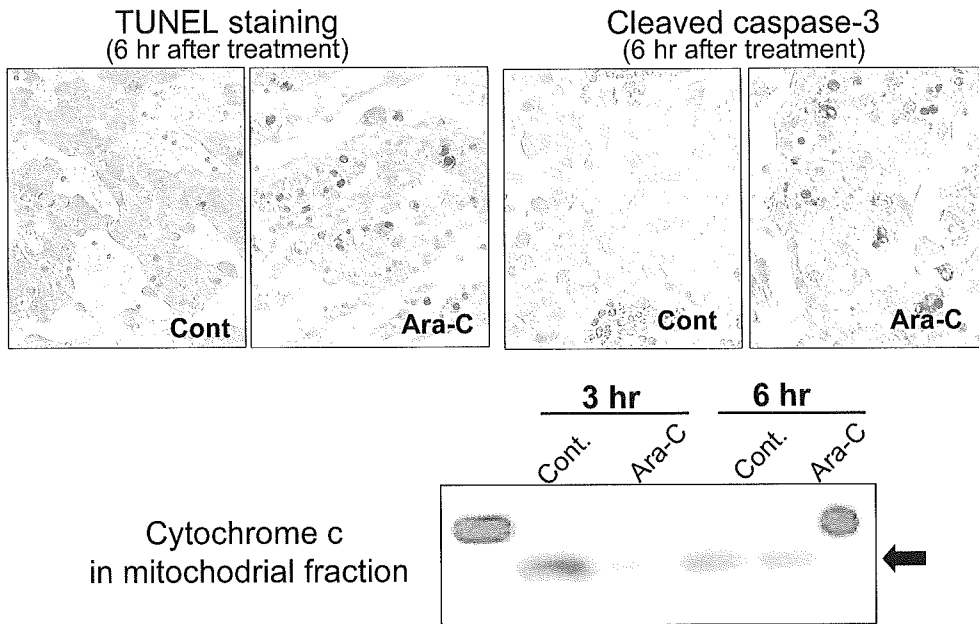 TUNEL staining
(6 hr after treatment)
Cleaved caspase-3
(6 hr after treatment)
Cont
Ara-C
Cont
Ara-C
3 hr
6 hr
Cont.
Ara-C
Cont.
Ara-C
Cytochrome c
in mitochodrial fraction